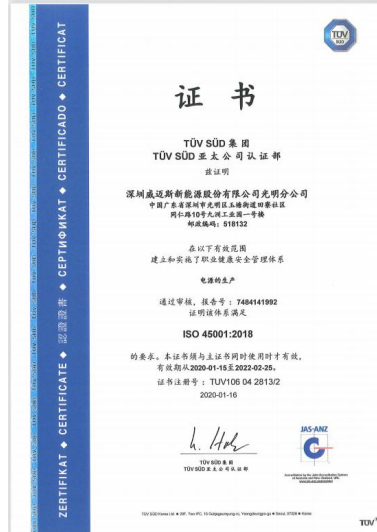 TÜV
SÜD
证 书
TÜV SÜD 集 团
TÜV SÜD 亚 太 公 司 认 证 部
兹证明
深圳威迈斯新能源股份有限公司光明分公司
中国广东省深圳市光明区玉塘街道田寮社区
同仁路10号九洲工业园一号楼
邮政编码：518132
在以下有效范围
建立和实施了职业健康安全管理体系
电源的生产
通过审核，报告号：7484141992
证明该体系满足
ISO 45001:2018
的要求。本证书须与主证书同时使用时才有效，
有效期从2020-01-15至2022-02-25。
证书注册号：TUV106 04 2813/2
2020-01-16
TÜV SÜD 集 团
TÜV SÜD 亚 太 公 司 认 证 部
JAS-ANZ
ZERTIFIKAT ◆ CERTIFICATE ◆ 認證證書 ◆ СЕРТИФИКАТ ◆ CERTIFICADO ◆ CERTIFICAT
TÜV